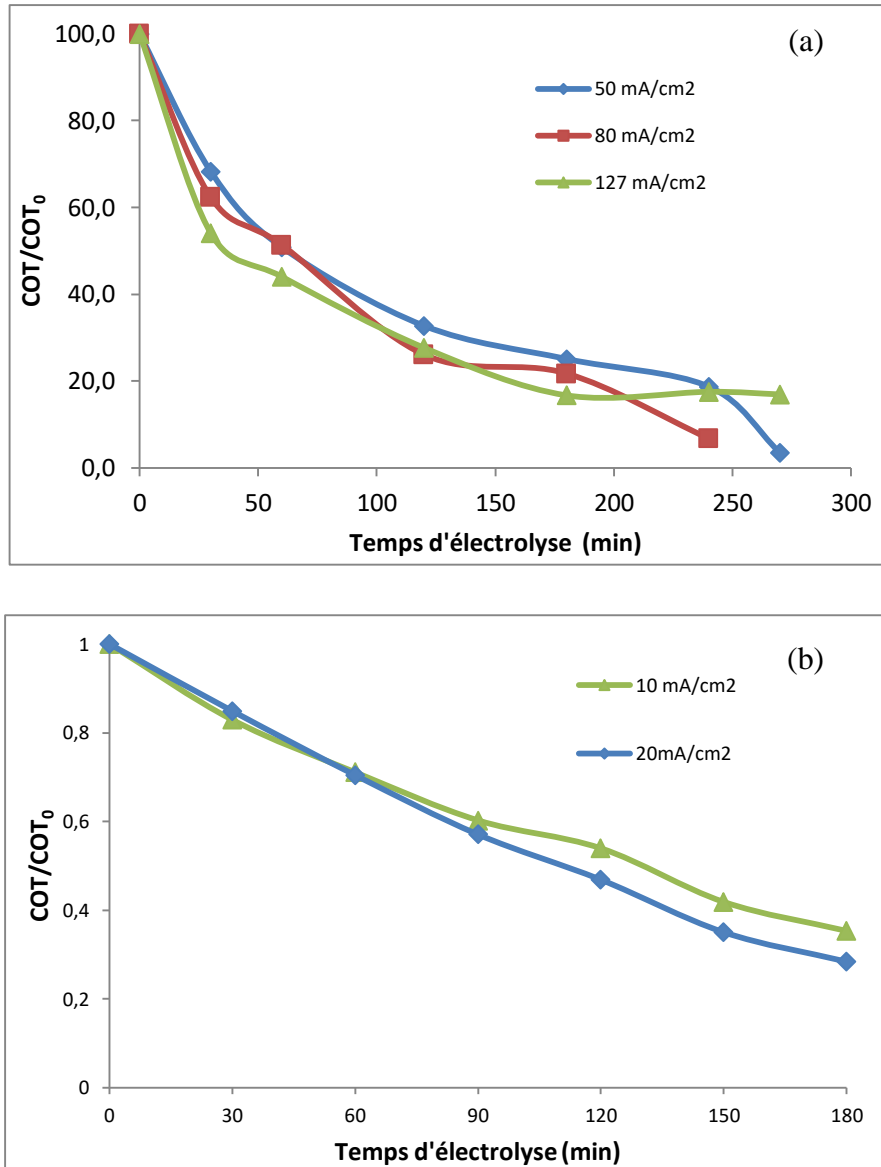 (a)
100,0
80,0
60,0
40,0
20,0
0,0
COT/COT₀
50 mA/cm2
80 mA/cm2
127 mA/cm2
0 50 100 150 200 250 300
Temps d'électrolyse (min)
(b)
1
0,8
0,6
0,4
0,2
0
COT/COT₀
10 mA/cm2
20mA/cm2
0 30 60 90 120 150 180
Temps d'électrolyse (min)